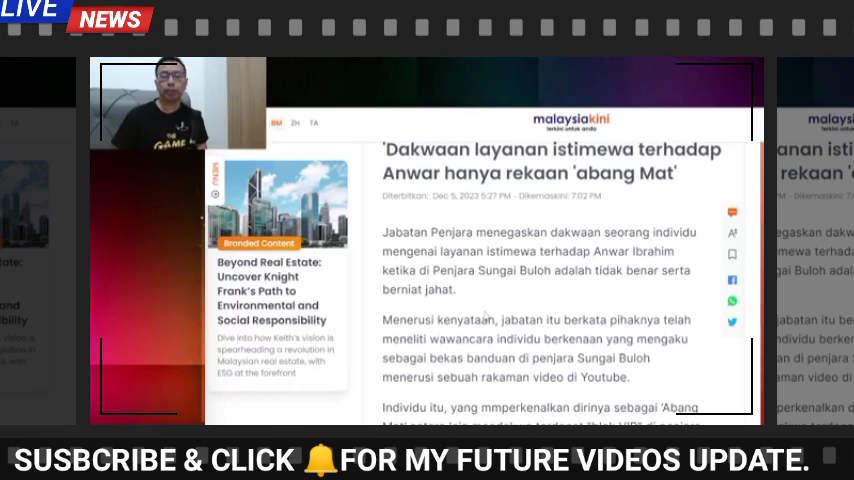 LIVE
NEWS
THE
GAME
BM ZH TA
malaysiakini
terkini untuk anda
'Dakwaan layanan istimewa terhadap
Anwar hanya rekaan 'abang Mat'
Diterbitkan: Dec 5, 2023 5:27 PM · Dikemaskini: 7:02 PM
MENU
Branded Content
Beyond Real Estate:
Uncover Knight
Frank's Path to
Environmental and
Social Responsibility
Dive into how Keith's vision is
spearheading a revolution in
Malaysian real estate, with
ESG at the forefront
Jabatan Penjara menegaskan dakwaan seorang individu
mengenai layanan istimewa terhadap Anwar Ibrahim
ketika di Penjara Sungai Buloh adalah tidak benar serta
berniat jahat.
Menerusi kenyataan, jabatan itu berkata pihaknya telah
meneliti wawancara individu berkenaan yang mengaku
sebagai bekas banduan di penjara Sungai Buloh
menerusi sebuah rakaman video di Youtube.
Individu itu, yang mmperkenalkan dirinya sebagai 'Abang
SUSBCRIBE & CLICK 🔔FOR MY FUTURE VIDEOS UPDATE.